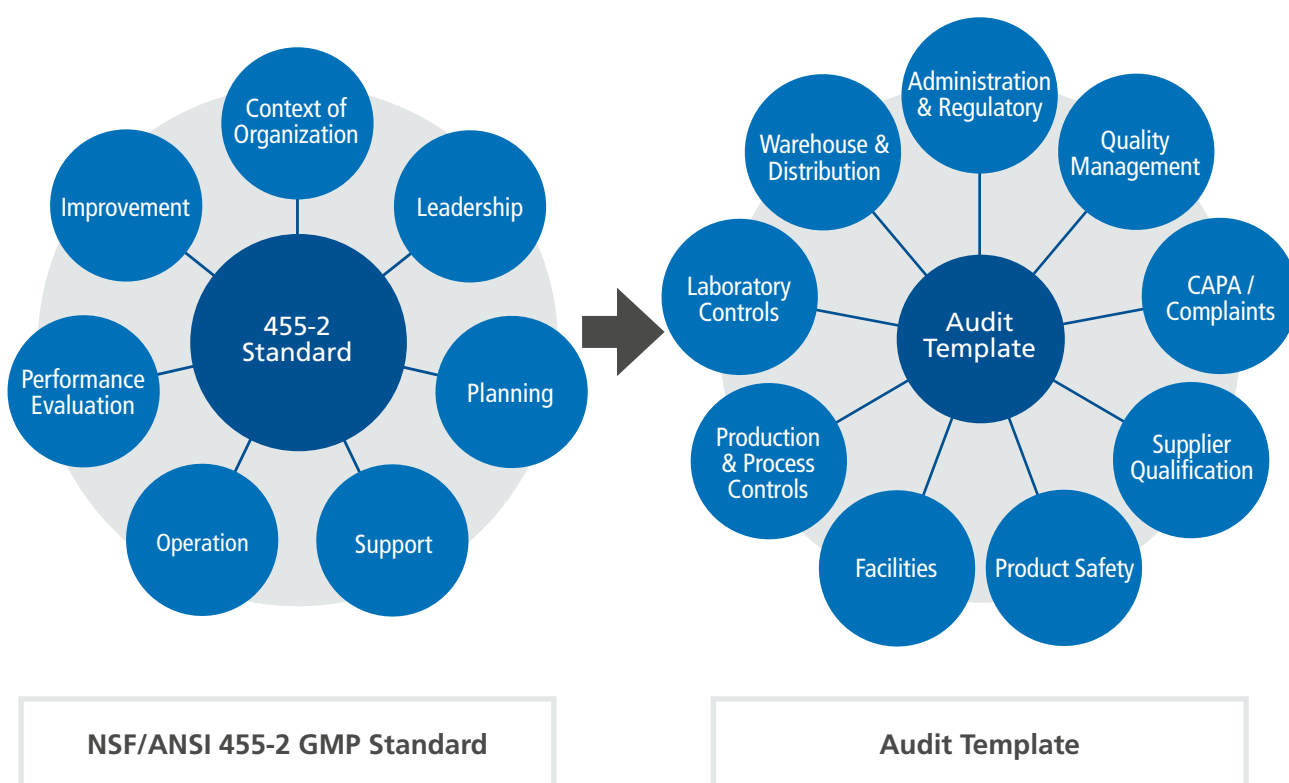 Context of
Organization
Leadership
Planning
Support
Operation
Performance
Evaluation
Improvement
455-2
Standard
Administration
& Regulatory
Quality
Management
CAPA /
Complaints
Supplier
Qualification
Product Safety
Facilities
Production
& Process
Controls
Laboratory
Controls
Warehouse &
Distribution
Audit
Template
NSF/ANSI 455-2 GMP Standard
Audit Template